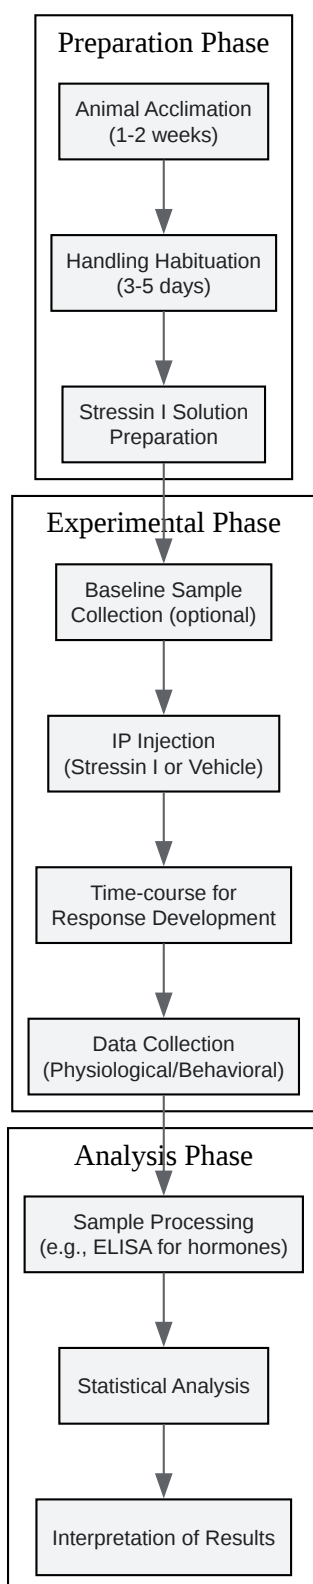 Preparation Phase
Animal Acclimation
(1-2 weeks)
Handling Habituation
(3-5 days)
Stressin I Solution
Preparation
Experimental Phase
Baseline Sample
Collection (optional)
IP Injection
(Stressin I or Vehicle)
Time-course for
Response Development
Data Collection
(Physiological/Behavioral)
Analysis Phase
Sample Processing
(e.g., ELISA for hormones)
Statistical Analysis
Interpretation of Results